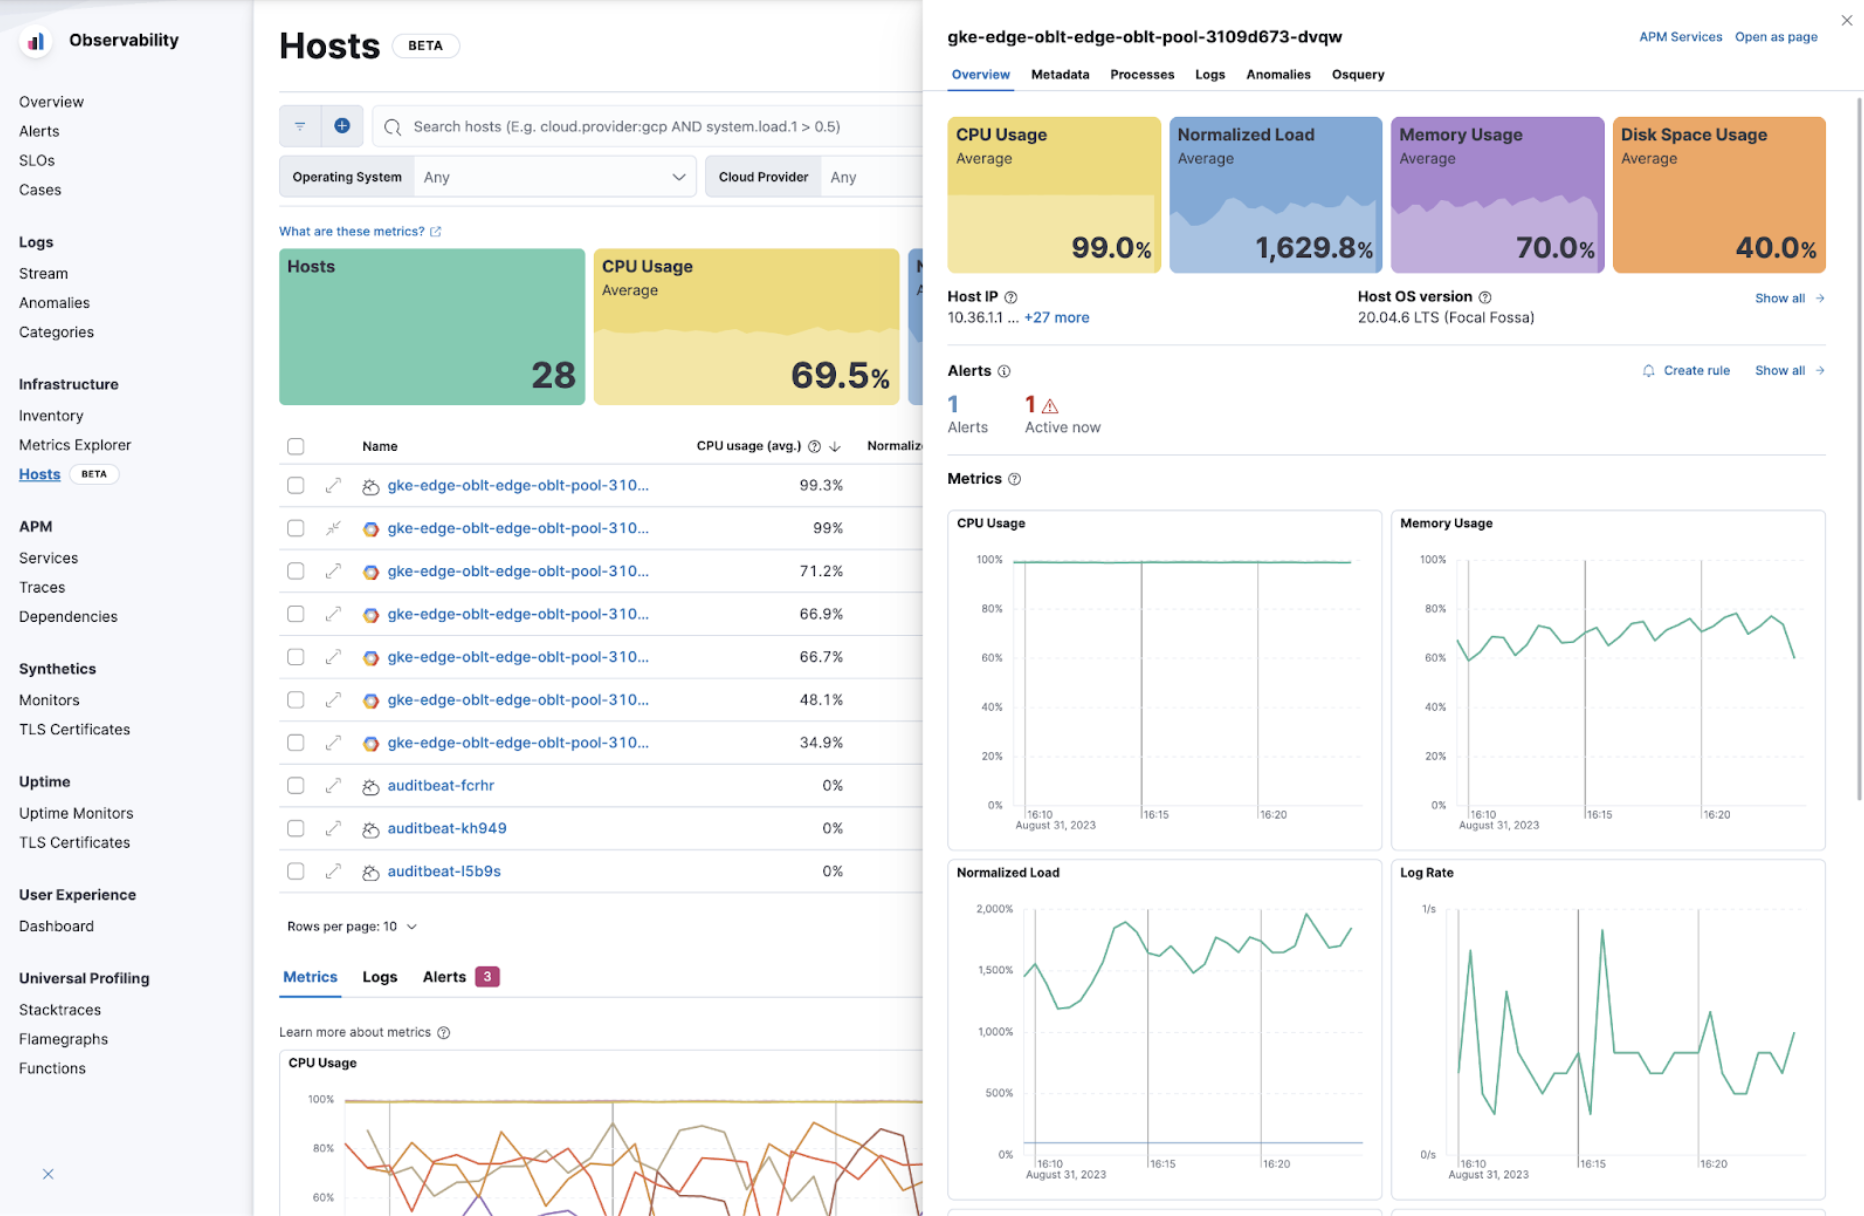 Observability
Overview
Alerts
SLOs
Cases
Logs
Stream
Anomalies
Categories
Infrastructure
Inventory
Metrics Explorer
Hosts BETA
APM
Services
Traces
Dependencies
Synthetics
Monitors
TLS Certificates
Uptime
Uptime Monitors
TLS Certificates
User Experience
Dashboard
Universal Profiling
Stacktraces
Flamegraphs
Functions
Hosts BETA
Search hosts (E.g. cloud.provider:gcp AND system.load.1 > 0.5)
Operating System Any
Cloud Provider Any
What are these metrics?
Hosts
28
CPU Usage
Average
69.5%
Name CPU usage (avg.) Normaliz
gke-edge-oblt-edge-oblt-pool-310... 99.3%
gke-edge-oblt-edge-oblt-pool-310... 99%
gke-edge-oblt-edge-oblt-pool-310... 71.2%
gke-edge-oblt-edge-oblt-pool-310... 66.9%
gke-edge-oblt-edge-oblt-pool-310... 66.7%
gke-edge-oblt-edge-oblt-pool-310... 48.1%
gke-edge-oblt-edge-oblt-pool-310... 34.9%
auditbeat-fcrhr 0%
auditbeat-kh949 0%
auditbeat-l5b9s 0%
Rows per page: 10
Metrics Logs Alerts 3
Learn more about metrics
CPU Usage
100%
80%
60%
gke-edge-oblt-edge-oblt-pool-3109d673-dvqw
APM Services Open as page
Overview Metadata Processes Logs Anomalies Osquery
CPU Usage
Average
99.0%
Normalized Load
Average
1,629.8%
Memory Usage
Average
70.0%
Disk Space Usage
Average
40.0%
Host IP
10.36.1.1 ... +27 more
Host OS version
20.04.6 LTS (Focal Fossa)
Show all
Alerts
Create rule Show all
1
Alerts
1
Active now
Metrics
CPU Usage
100%
80%
60%
40%
20%
0%
16:10 16:15 16:20
August 31, 2023
Memory Usage
100%
80%
60%
40%
20%
0%
16:10 16:15 16:20
August 31, 2023
Normalized Load
2,000%
1,500%
1,000%
500%
0%
16:10 16:15 16:20
August 31, 2023
Log Rate
1/s
0/s
16:10 16:15 16:20
August 31, 2023